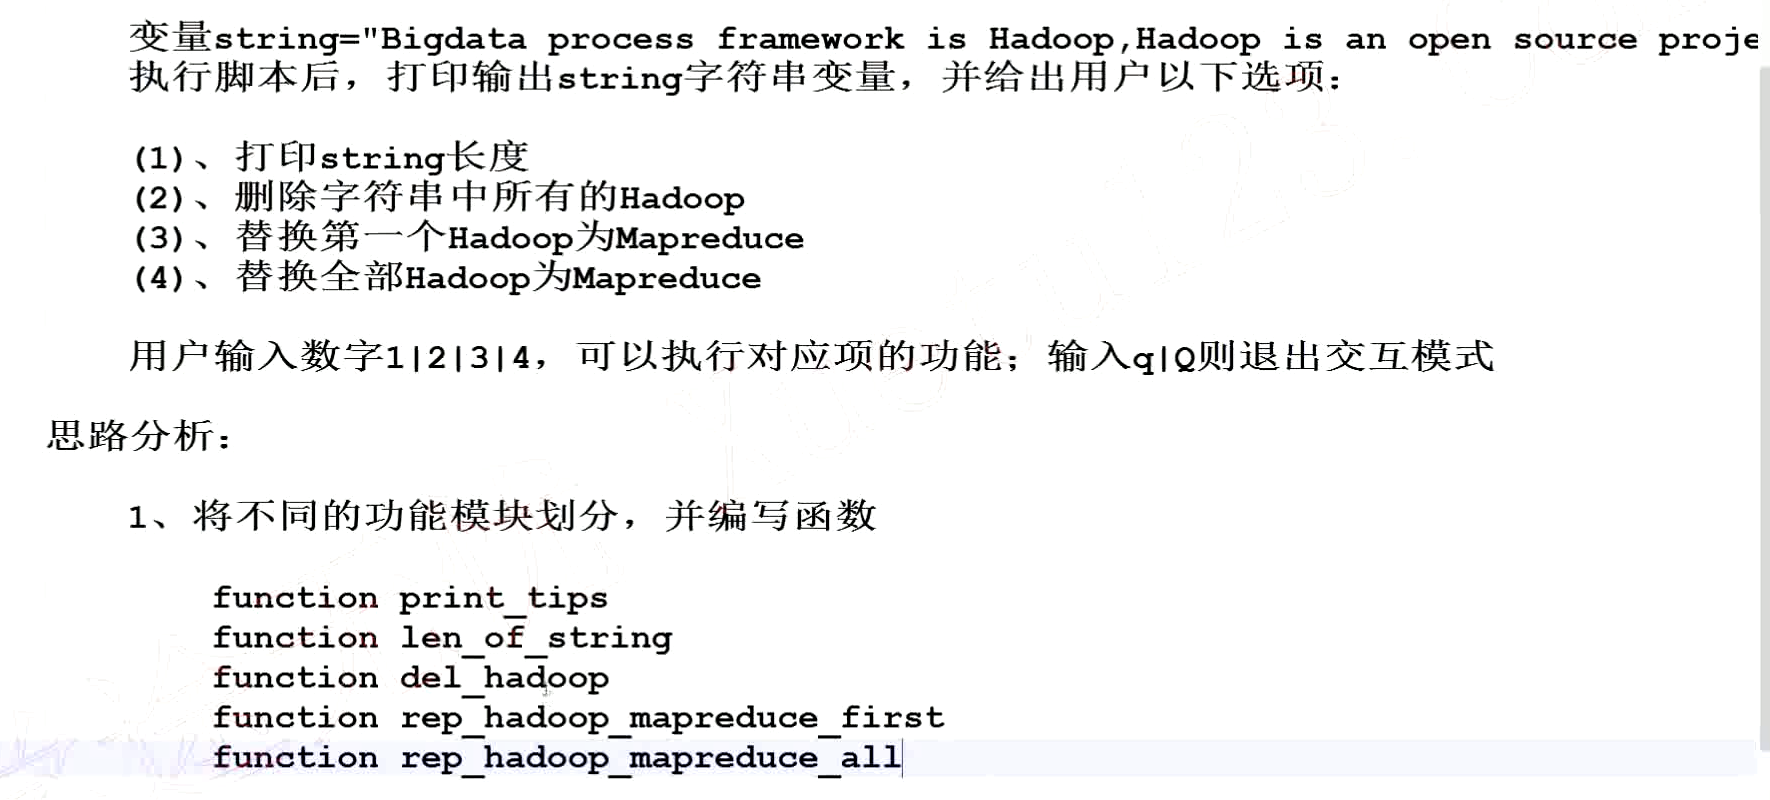 变量string="Bigdata process framework is Hadoop,Hadoop is an open source proje
执行脚本后，打印输出string字符串变量，并给出用户以下选项：
(1)、打印string长度
(2)、删除字符串中所有的Hadoop
(3)、替换第一个Hadoop为Mapreduce
(4)、替换全部Hadoop为Mapreduce
用户输入数字1|2|3|4，可以执行对应项的功能；输入q|Q则退出交互模式
思路分析：
1、将不同的功能模块划分，并编写函数
function print_tips
function len_of_string
function del_hadoop
function rep_hadoop_mapreduce_first
function rep_hadoop_mapreduce_all